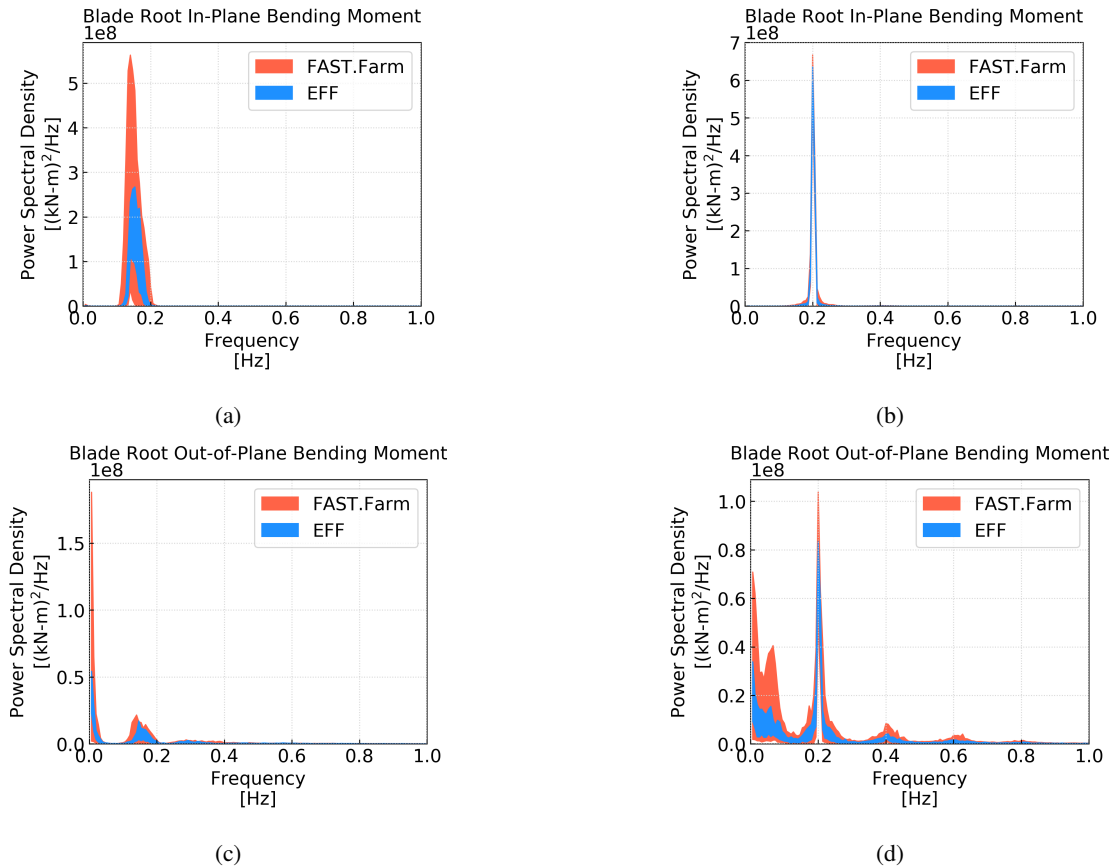 Blade Root In-Plane Bending Moment
1e8
Power Spectral Density
[(kN-m)²/Hz]
5
4
3
2
1
0
FAST.Farm
EFF
0.0 0.2 0.4 0.6 0.8 1.0
Frequency
[Hz]
(a)
Blade Root In-Plane Bending Moment
1e8
Power Spectral Density
[(kN-m)²/Hz]
7
6
5
4
3
2
1
0
FAST.Farm
EFF
0.0 0.2 0.4 0.6 0.8 1.0
Frequency
[Hz]
(b)
Blade Root Out-of-Plane Bending Moment
1e8
Power Spectral Density
[(kN-m)²/Hz]
1.5
1.0
0.5
0.0
FAST.Farm
EFF
0.0 0.2 0.4 0.6 0.8 1.0
Frequency
[Hz]
(c)
Blade Root Out-of-Plane Bending Moment
1e8
Power Spectral Density
[(kN-m)²/Hz]
1.0
0.8
0.6
0.4
0.2
0.0
FAST.Farm
EFF
0.0 0.2 0.4 0.6 0.8 1.0
Frequency
[Hz]
(d)